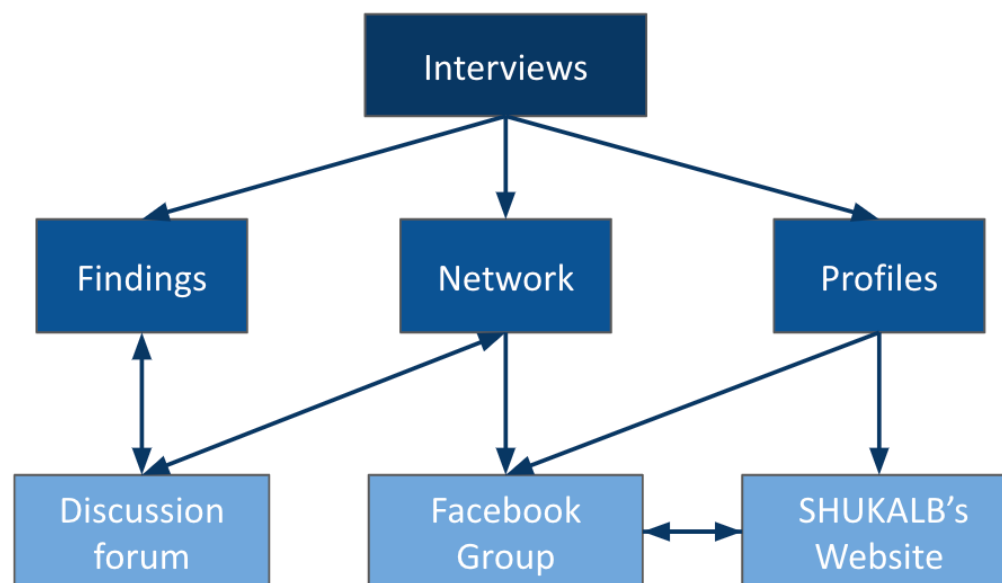 Interviews
Findings
Network
Profiles
Discussion
forum
Facebook
Group
SHUKALB’s
Website